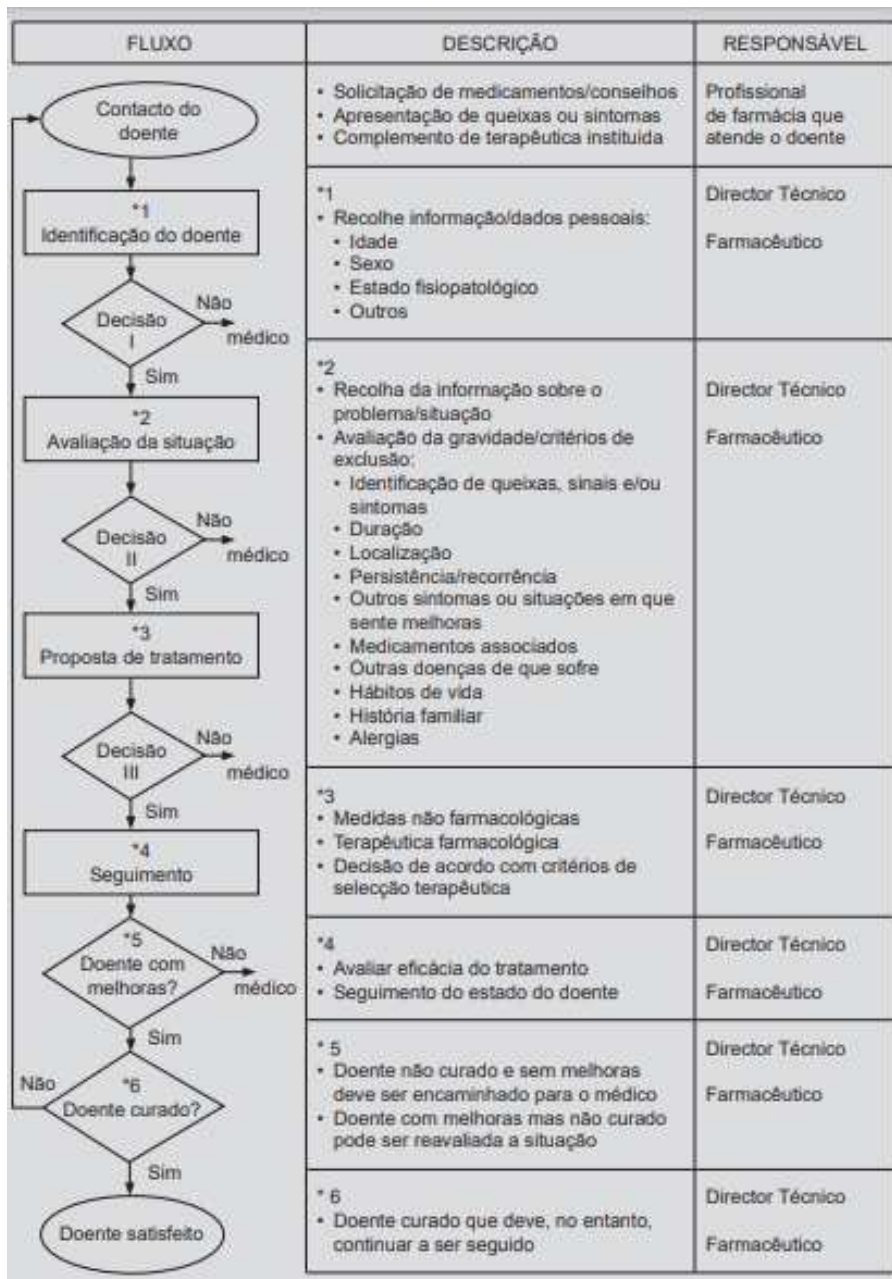 FLUXO
DESCRIÇÃO
RESPONSÁVEL
Contacto do
doente
• Solicitação de medicamentos/conselhos
• Apresentação de queixas ou sintomas
• Complemento de terapêutica instituida
Profissional
de farmácia que
atende o doente
*1
Identificação do doente
Decisão
I
Não
médico
Sim
*1
• Recolhe informação/dados pessoais:
• Idade
• Sexo
• Estado fisiopatológico
• Outros
Director Técnico
Farmacêutico
*2
Avaliação da situação
Decisão
II
Não
médico
Sim
*3
Proposta de tratamento
Decisão
III
Não
médico
Sim
*2
• Recolha da informação sobre o
problema/situação
• Avaliação da gravidade/critérios de
exclusão:
• Identificação de queixas, sinais e/ou
sintomas
• Duração
• Localização
• Persistência/recorrência
• Outros sintomas ou situações em que
sente melhoras
• Medicamentos associados
• Outras doenças de que sofre
• Hábitos de vida
• História familiar
• Alergias
Director Técnico
Farmacêutico
*4
Seguimento
*3
• Medidas não farmacológicas
• Terapêutica farmacológica
• Decisão de acordo com critérios de
selecção terapêutica
Director Técnico
Farmacêutico
*5
Doente com
melhoras?
Não
médico
Sim
*4
• Avaliar eficácia do tratamento
• Seguimento do estado do doente
Director Técnico
Farmacêutico
Não
*6
Doente curado?
Sim
* 5
• Doente não curado e sem melhoras
deve ser encaminhado para o médico
• Doente com melhoras mas não curado
pode ser reavaliada a situação
Director Técnico
Farmacêutico
Doente satisfeito
* 6
• Doente curado que deve, no entanto,
continuar a ser seguido
Director Técnico
Farmacêutico